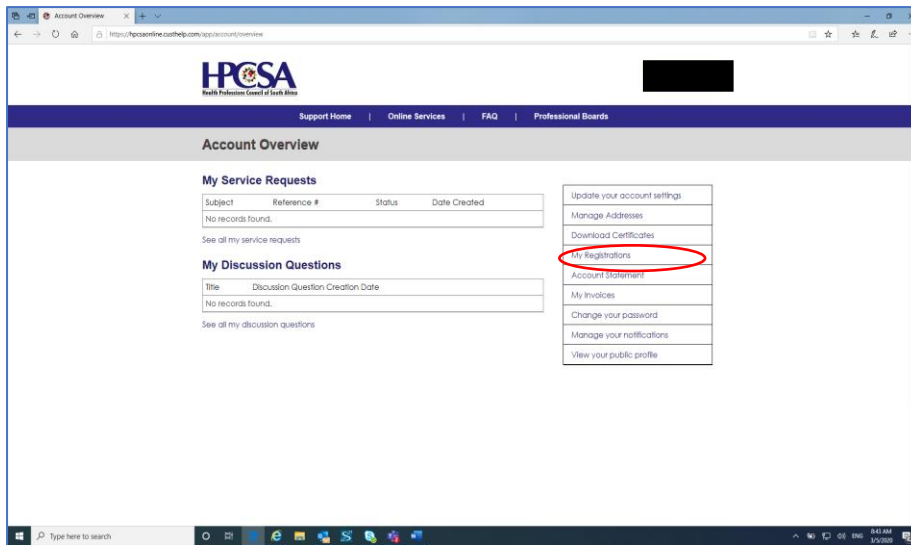 Account Overview
https://hpcsaonline.custhelp.com/app/account/overview
HPCSA
Health Professions Council of South Africa
Support Home | Online Services | FAQ | Professional Boards
Account Overview
My Service Requests
Subject Reference # Status Date Created
No records found.
See all my service requests
My Discussion Questions
Title Discussion Question Creation Date
No records found.
See all my discussion questions
Update your account settings
Manage Addresses
Download Certificates
My Registrations
Account Statement
My Invoices
Change your password
Manage your notifications
View your public profile
Type here to search
ENG
8:43 AM
3/5/2020